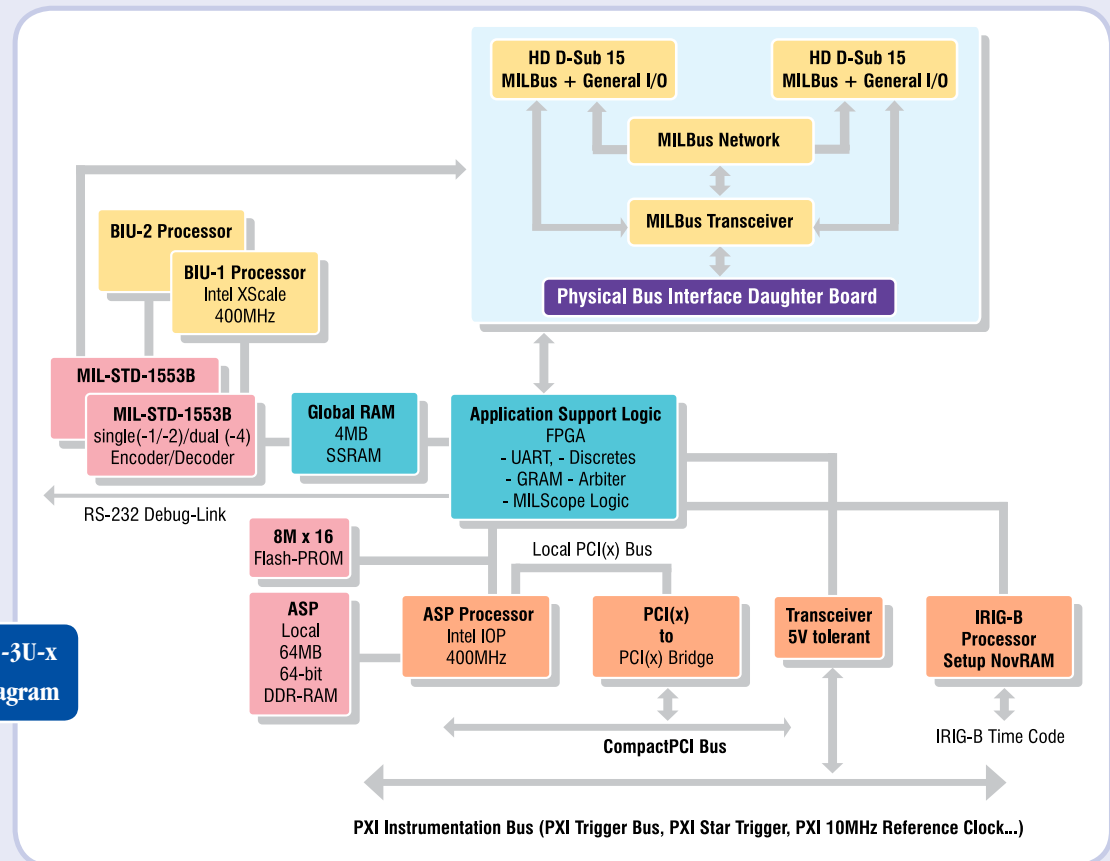 HD D-Sub 15
MILBus + General I/O
HD D-Sub 15
MILBus + General I/O
MILBus Network
MILBus Transceiver
Physical Bus Interface Daughter Board
BIU-2 Processor
BIU-1 Processor
Intel XScale
400MHz
MIL-STD-1553B
MIL-STD-1553B
single(-1/-2)/dual (-4)
Encoder/Decoder
Global RAM
4MB
SSRAM
Application Support Logic
FPGA
- UART, - Discretes
- GRAM - Arbiter
- MILScope Logic
RS-232 Debug-Link
8M x 16
Flash-PROM
Local PCI(x) Bus
ASP
Local
64MB
64-bit
DDR-RAM
ASP Processor
Intel IOP
400MHz
PCI(x)
to
PCI(x) Bridge
Transceiver
5V tolerant
IRIG-B
Processor
Setup NovRAM
-3U-x
agram
CompactPCI Bus
IRIG-B Time Code
PXI Instrumentation Bus (PXI Trigger Bus, PXI Star Trigger, PXI 10MHz Reference Clock...)